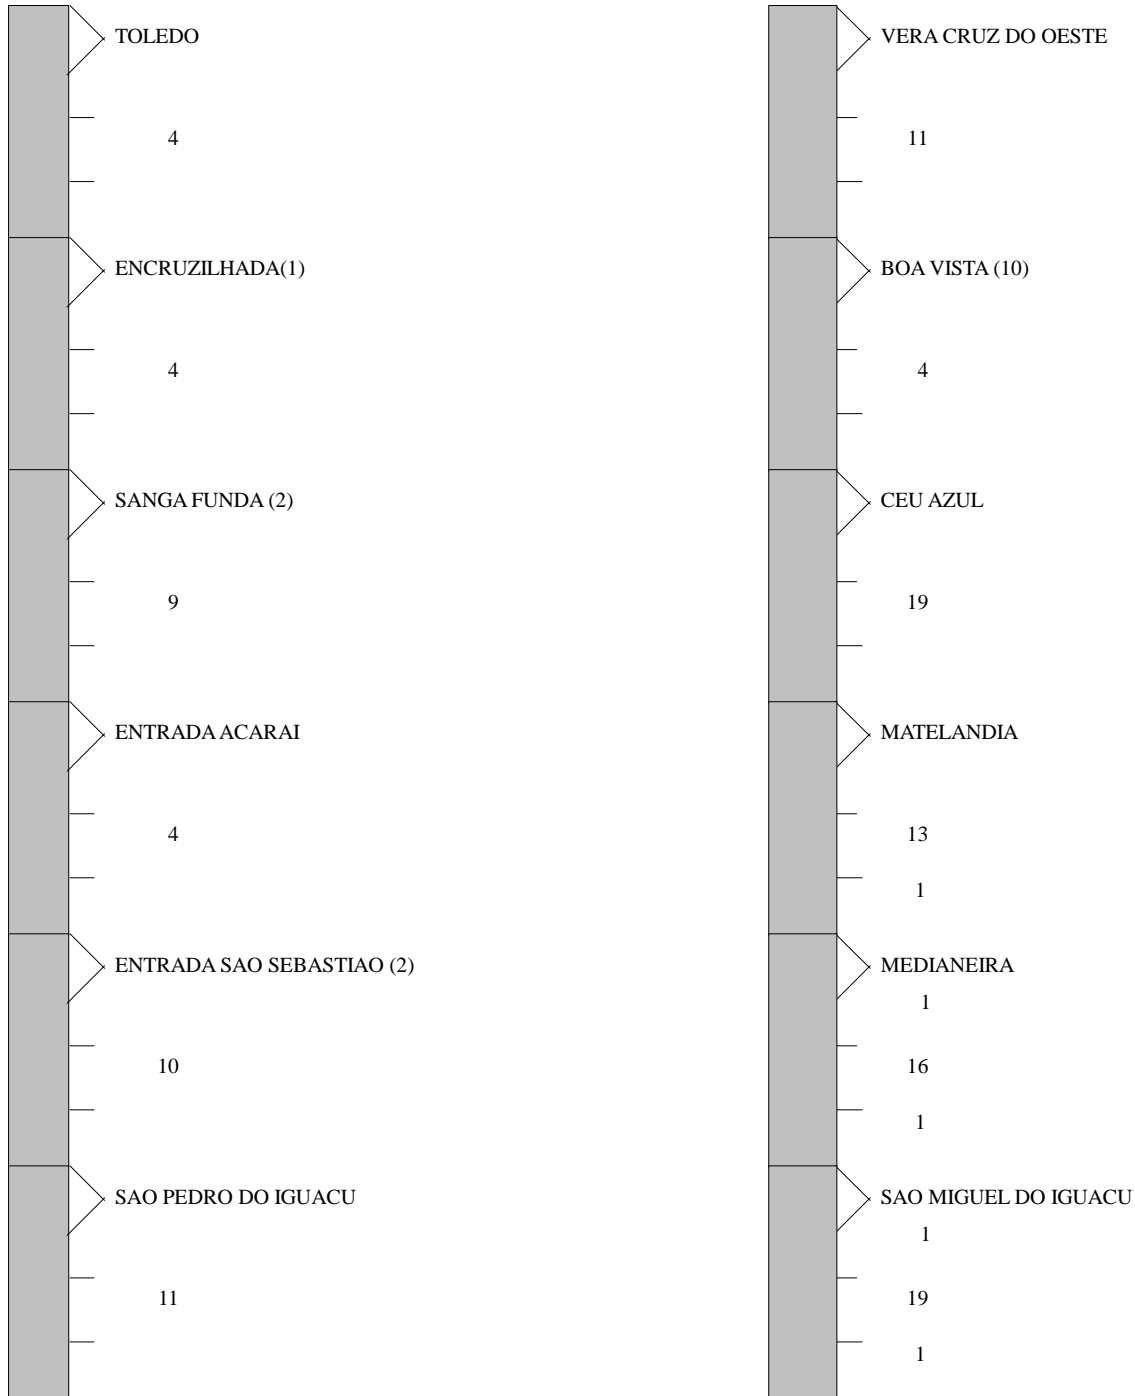 TOLEDO
4
ENCRUZILHADA(1)
4
SANGA FUNDA (2)
9
ENTRADA ACARAI
4
ENTRADA SAO SEBASTIAO (2)
10
SAO PEDRO DO IGUACU
11
VERA CRUZ DO OESTE
11
BOA VISTA (10)
4
CEU AZUL
19
MATELANDIA
13
1
MEDIANEIRA
1
16
1
SAO MIGUEL DO IGUACU
1
19
1